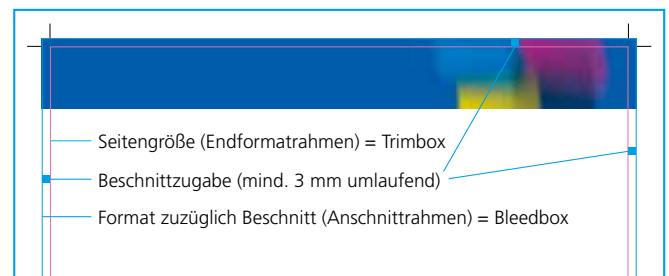 Seitengröße (Endformatrahmen) = Trimbox
Beschnittzugabe (mind. 3 mm umlaufend)
Format zuzüglich Beschnitt (Anschnittrahmen) = Bleedbox